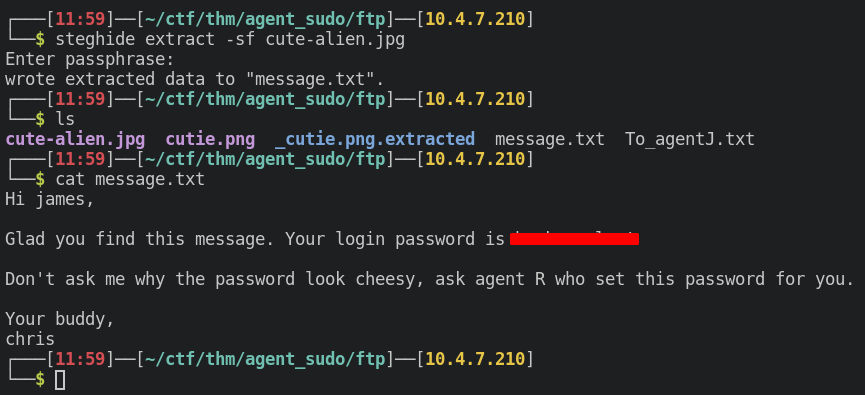 ┌───[11:59]──[~/ctf/thm/agent_sudo/ftp]──[10.4.7.210]
└──$ steghide extract -sf cute-alien.jpg
Enter passphrase:
wrote extracted data to "message.txt".
┌───[11:59]──[~/ctf/thm/agent_sudo/ftp]──[10.4.7.210]
└──$ ls
cute-alien.jpg  cutie.png  _cutie.png.extracted  message.txt  To_agentJ.txt
┌───[11:59]──[~/ctf/thm/agent_sudo/ftp]──[10.4.7.210]
└──$ cat message.txt
Hi james,
Glad you find this message. Your login password is
Don't ask me why the password look cheesy, ask agent R who set this password for you.
Your buddy,
chris
┌───[11:59]──[~/ctf/thm/agent_sudo/ftp]──[10.4.7.210]
└──$